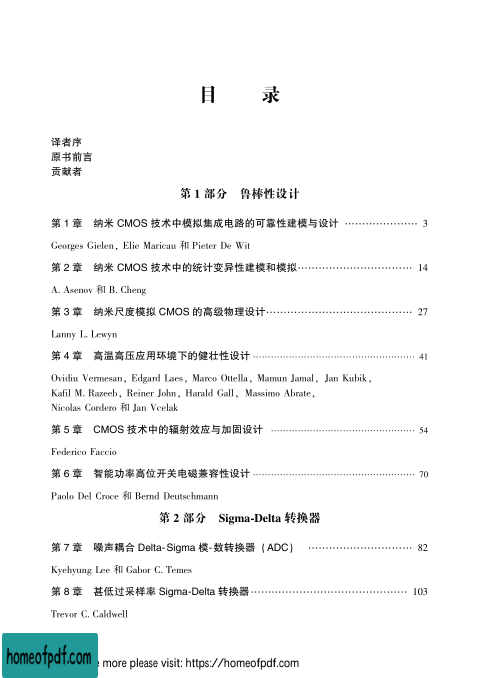 目 录
译者序
原书前言
贡献者
第 1 部分 鲁棒性设计
第 1 章 纳米 CMOS 技术中模拟集成电路的可靠性建模与设计 ………………… 3
Georges Gielen, Elie Maricau 和 Pieter De Wit
第 2 章 纳米 CMOS 技术中的统计变异性建模和模拟…………………………… 14
A. Asenov 和 B. Cheng
第 3 章 纳米尺度模拟 CMOS 的高级物理设计…………………………………… 27
Lanny L. Lewyn
第 4 章 高温高压应用环境下的健壮性设计 ……………………………………………… 41
Ovidiu Vermesan, Edgard Laes, Marco Ottella, Mamun Jamal, Jan Kubik,
Kafil M. Razeeb, Reiner John, Harald Gall, Massimo Abrate,
Nicolas Cordero 和 Jan Vcelak
第 5 章 CMOS 技术中的辐射效应与加固设计 ………………………………………… 54
Federico Faccio
第 6 章 智能功率高位开关电磁兼容性设计 ……………………………………………… 70
Paolo Del Croce 和 Bernd Deutschmann
第 2 部分 Sigma-Delta 转换器
第 7 章 噪声耦合 Delta-Sigma 模-数转换器 (ADC) ………………………… 82
Kyehyung Lee 和 Gabor C. Temes
第 8 章 甚低过采样率 Sigma-Delta 转换器……………………………………… 103
Trevor C. Caldwell
homeofpdf.com more please visit: https://homeofpdf.com